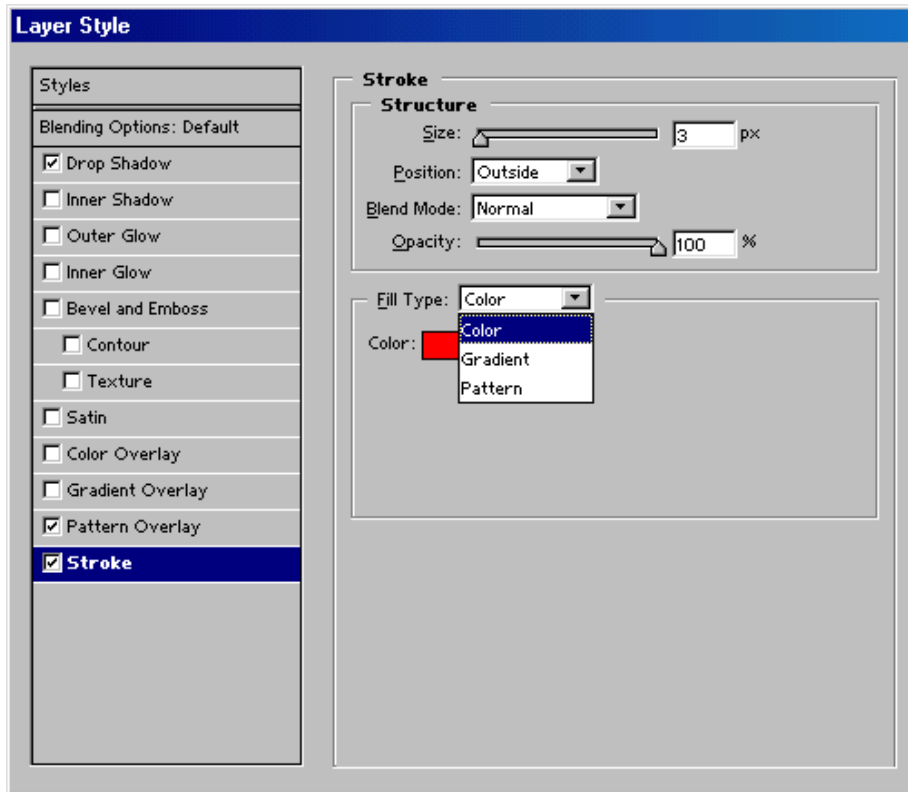 Layer Style
Styles
Blending Options: Default
Drop Shadow
Inner Shadow
Outer Glow
Inner Glow
Bevel and Emboss
Contour
Texture
Satin
Color Overlay
Gradient Overlay
Pattern Overlay
Stroke
Stroke
Structure
Size: 3 px
Position: Outside
Blend Mode: Normal
Opacity: 100 %
Fill Type: Color
Color:
Color
Gradient
Pattern